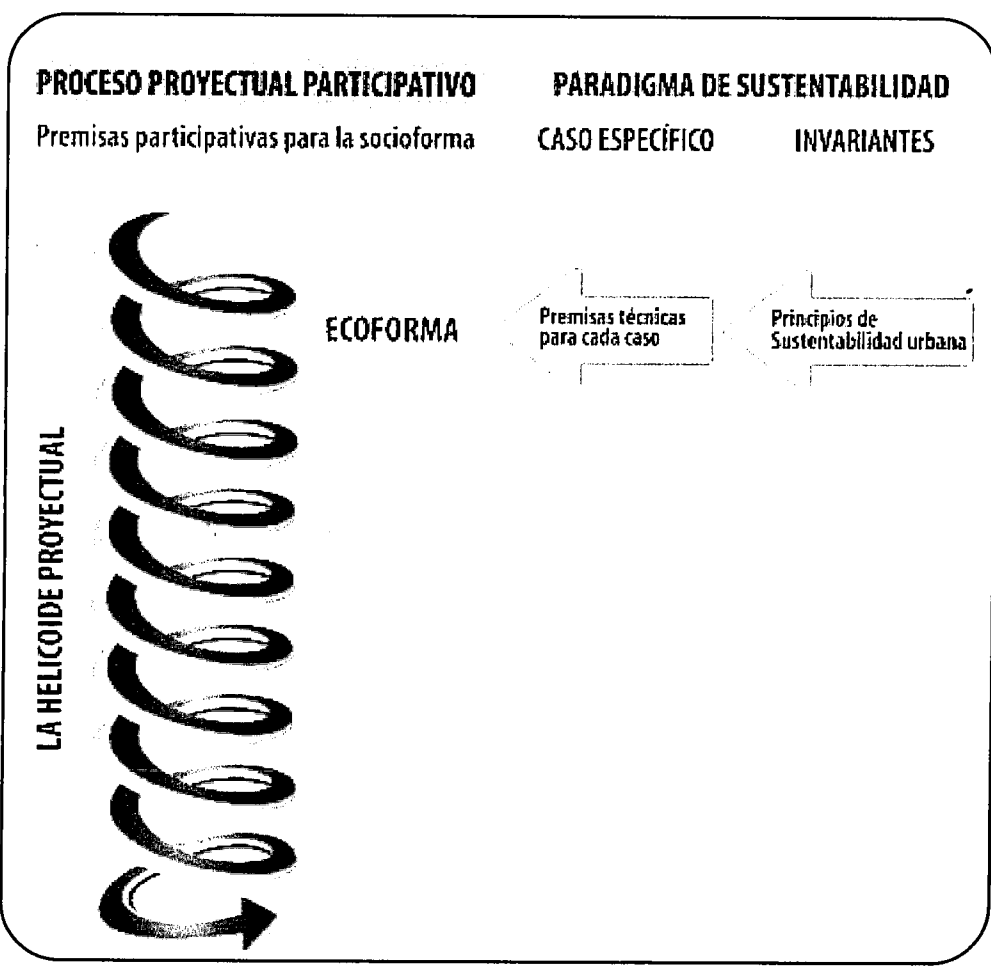 PROCESO PROYECTUAL PARTICIPATIVO
Premisas participativas para la socioforma
PARADIGMA DE SUSTENTABILIDAD
CASO ESPECÍFICO
INVARIANTES
LA HELICOIDE PROYECTUAL
ECOFORMA
Premisas técnicas
para cada caso
Principios de
Sustentabilidad urbana